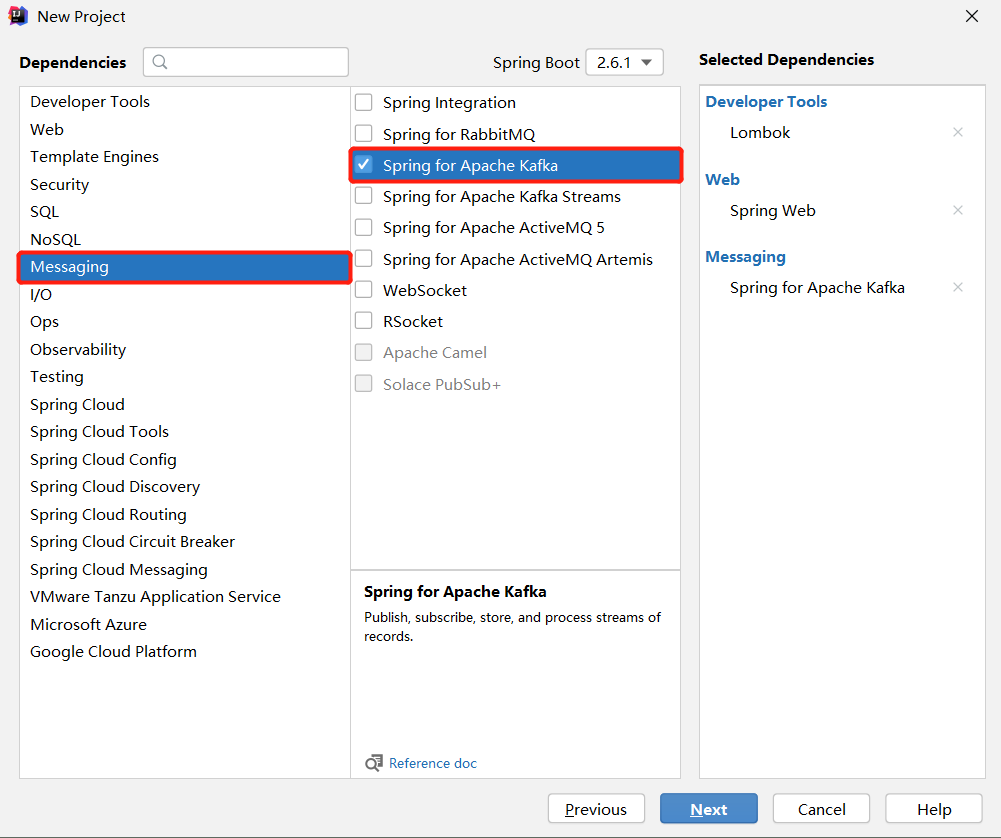 New Project
Dependencies
Spring Boot 2.6.1
Developer Tools
Web
Template Engines
Security
SQL
NoSQL
Messaging
I/O
Ops
Observability
Testing
Spring Cloud
Spring Cloud Tools
Spring Cloud Config
Spring Cloud Discovery
Spring Cloud Routing
Spring Cloud Circuit Breaker
Spring Cloud Messaging
VMware Tanzu Application Service
Microsoft Azure
Google Cloud Platform
Spring Integration
Spring for RabbitMQ
Spring for Apache Kafka
Spring for Apache Kafka Streams
Spring for Apache ActiveMQ 5
Spring for Apache ActiveMQ Artemis
WebSocket
RSocket
Apache Camel
Solace PubSub+
Spring for Apache Kafka
Publish, subscribe, store, and process streams of
records.
Reference doc
Selected Dependencies
Developer Tools
Lombok
Web
Spring Web
Messaging
Spring for Apache Kafka
Previous
Next
Cancel
Help